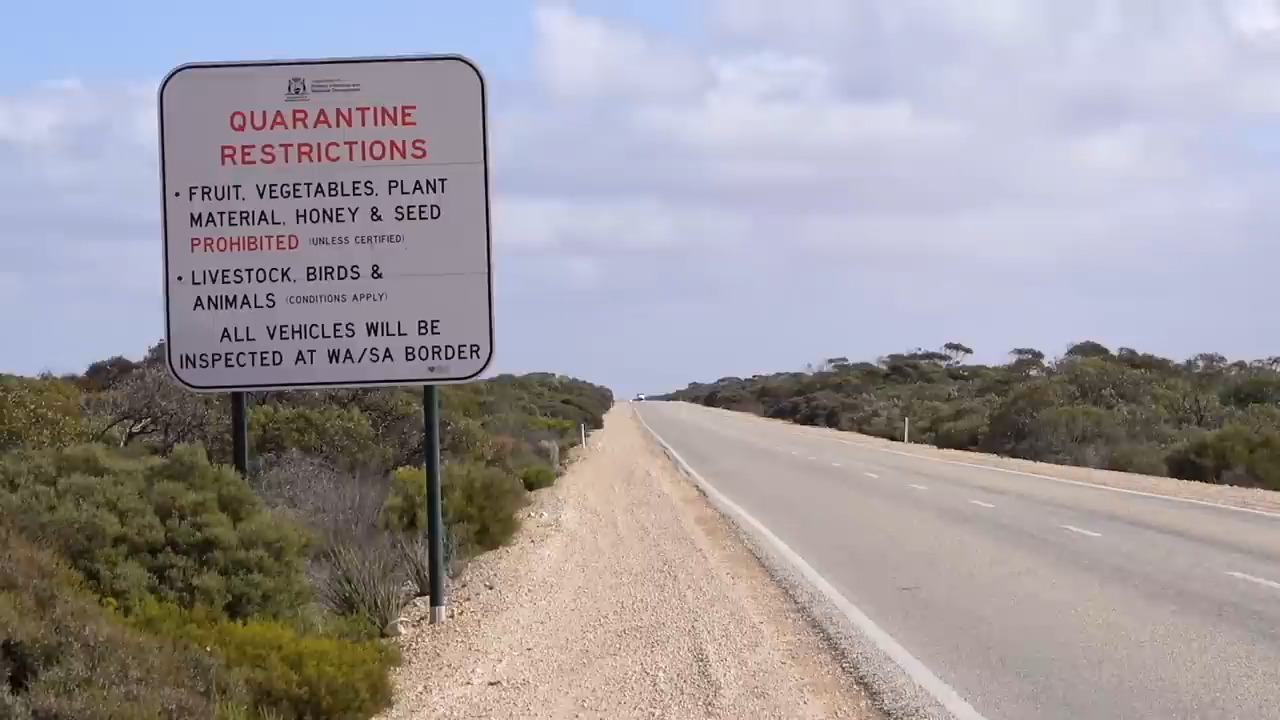 QUARANTINE
RESTRICTIONS
• FRUIT, VEGETABLES, PLANT
MATERIAL, HONEY & SEED
PROHIBITED (UNLESS CERTIFIED)
• LIVESTOCK, BIRDS &
ANIMALS (CONDITIONS APPLY)
ALL VEHICLES WILL BE
INSPECTED AT WA/SA BORDER